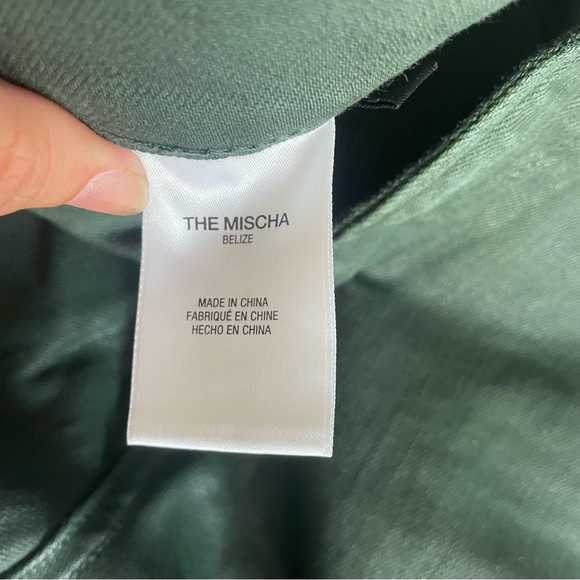 THE MISCHA
BELIZE
MADE IN CHINA
FABRIQUÉ EN CHINE
HECHO EN CHINA